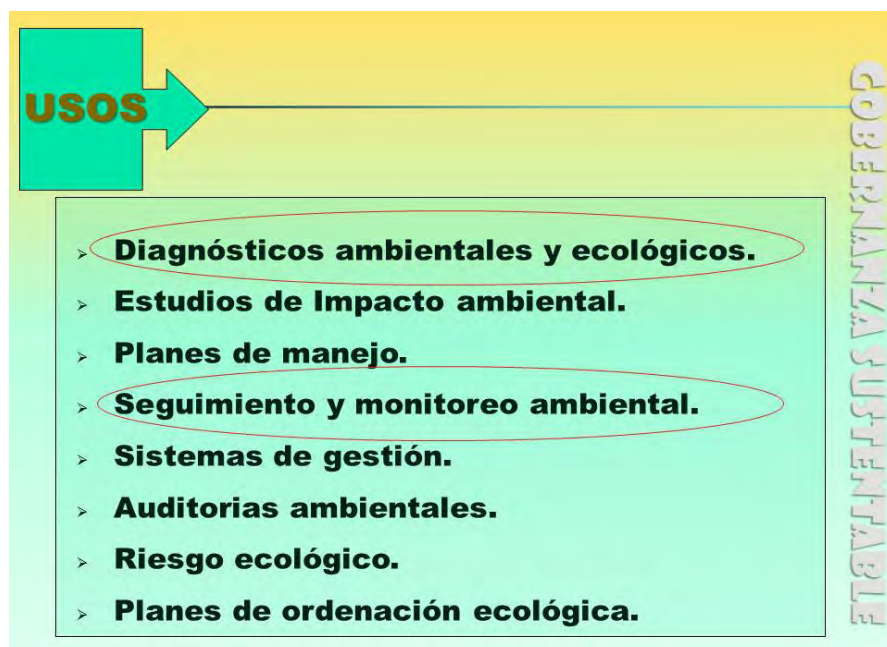 USOS
Diagnósticos ambientales y ecológicos.
Estudios de Impacto ambiental.
Planes de manejo.
Seguimiento y monitoreo ambiental.
Sistemas de gestión.
Auditorias ambientales.
Riesgo ecológico.
Planes de ordenación ecológica.
GOBERNANZA SUSTENTABLE